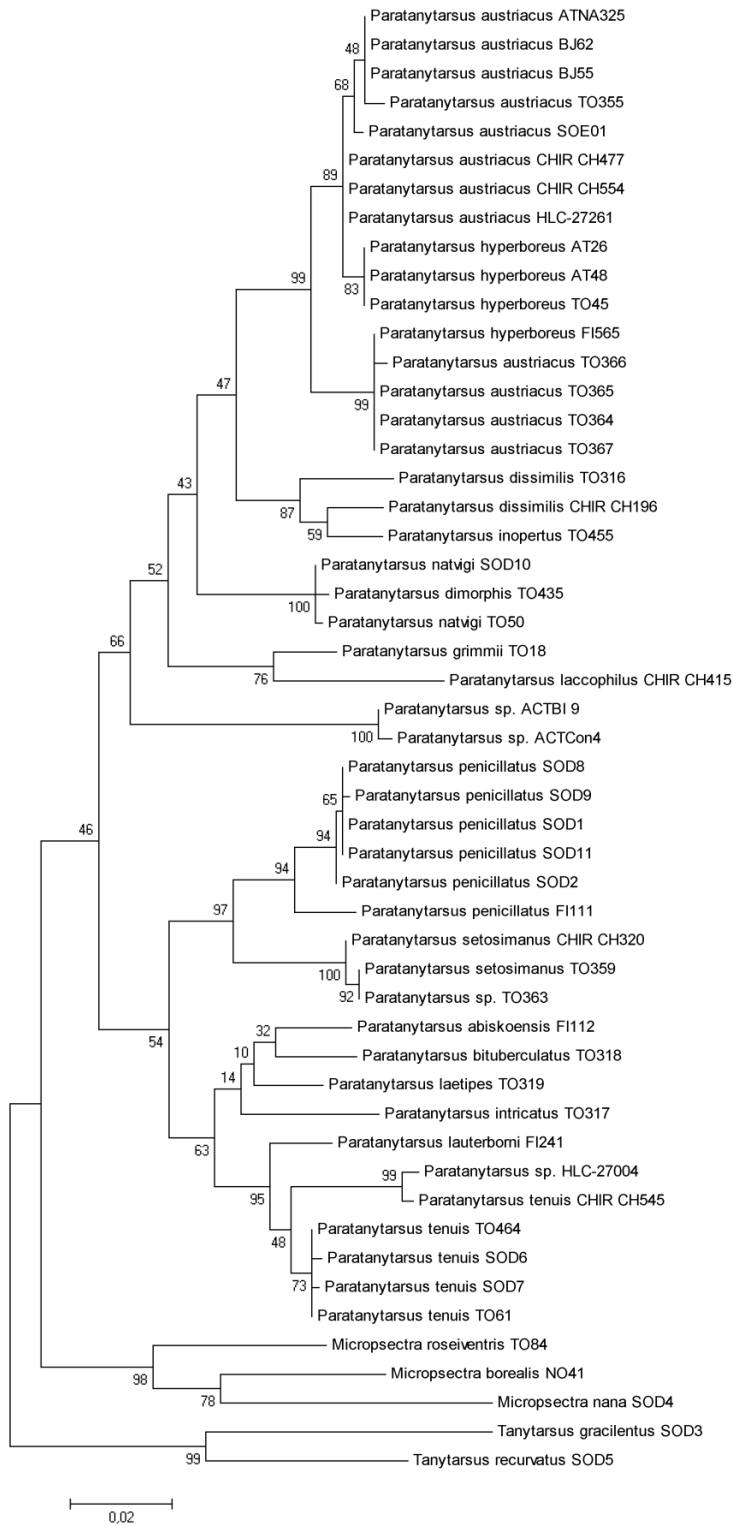 Paratanytarsus austriacus ATNA325
Paratanytarsus austriacus BJ62
48
Paratanytarsus austriacus BJ55
68
Paratanytarsus austriacus TO355
Paratanytarsus austriacus SOE01
Paratanytarsus austriacus CHIR CH477
89
Paratanytarsus austriacus CHIR CH554
Paratanytarsus austriacus HLC-27261
Paratanytarsus hyperboreus AT26
99
Paratanytarsus hyperboreus AT48
83
Paratanytarsus hyperboreus TO45
Paratanytarsus hyperboreus FI565
Paratanytarsus austriacus TO366
47
Paratanytarsus austriacus TO365
99
Paratanytarsus austriacus TO364
Paratanytarsus austriacus TO367
Paratanytarsus dissimilis TO316
43
87
Paratanytarsus dissimilis CHIR CH196
59
Paratanytarsus inopertus TO455
Paratanytarsus natvigi SOD10
52
Paratanytarsus dimorphis TO435
100
Paratanytarsus natvigi TO50
66
Paratanytarsus grimmii TO18
76
Paratanytarsus laccophilus CHIR CH415
Paratanytarsus sp. ACTBI 9
100
Paratanytarsus sp. ACTCon4
Paratanytarsus penicillatus SOD8
65
Paratanytarsus penicillatus SOD9
46
Paratanytarsus penicillatus SOD1
94
Paratanytarsus penicillatus SOD11
94
Paratanytarsus penicillatus SOD2
97
Paratanytarsus penicillatus FI111
Paratanytarsus setosimanus CHIR CH320
100
Paratanytarsus setosimanus TO359
92
Paratanytarsus sp. TO363
54
32
Paratanytarsus abiskoensis FI112
10
Paratanytarsus bituberculatus TO318
14
Paratanytarsus laetipes TO319
Paratanytarsus intricatus TO317
63
Paratanytarsus lauterborni FI241
99
Paratanytarsus sp. HLC-27004
95
Paratanytarsus tenuis CHIR CH545
48
Paratanytarsus tenuis TO464
Paratanytarsus tenuis SOD6
73
Paratanytarsus tenuis SOD7
Paratanytarsus tenuis TO61
Micropsectra roseiventris TO84
98
Micropsectra borealis NO41
78
Micropsectra nana SOD4
Tanytarsus gracilentus SOD3
99
Tanytarsus recurvatus SOD5
0,02